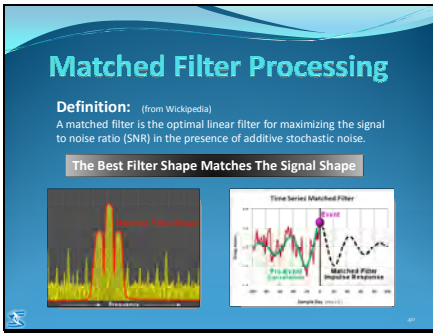 Matched Filter Processing
Definition: (from Wickipedia)
A matched filter is the optimal linear filter for maximizing the signal
to noise ratio (SNR) in the presence of additive stochastic noise.
The Best Filter Shape Matches The Signal Shape
Frequency
Time Series Matched Filter
Event
Matched-Filter
Impulse Response
Sample Day